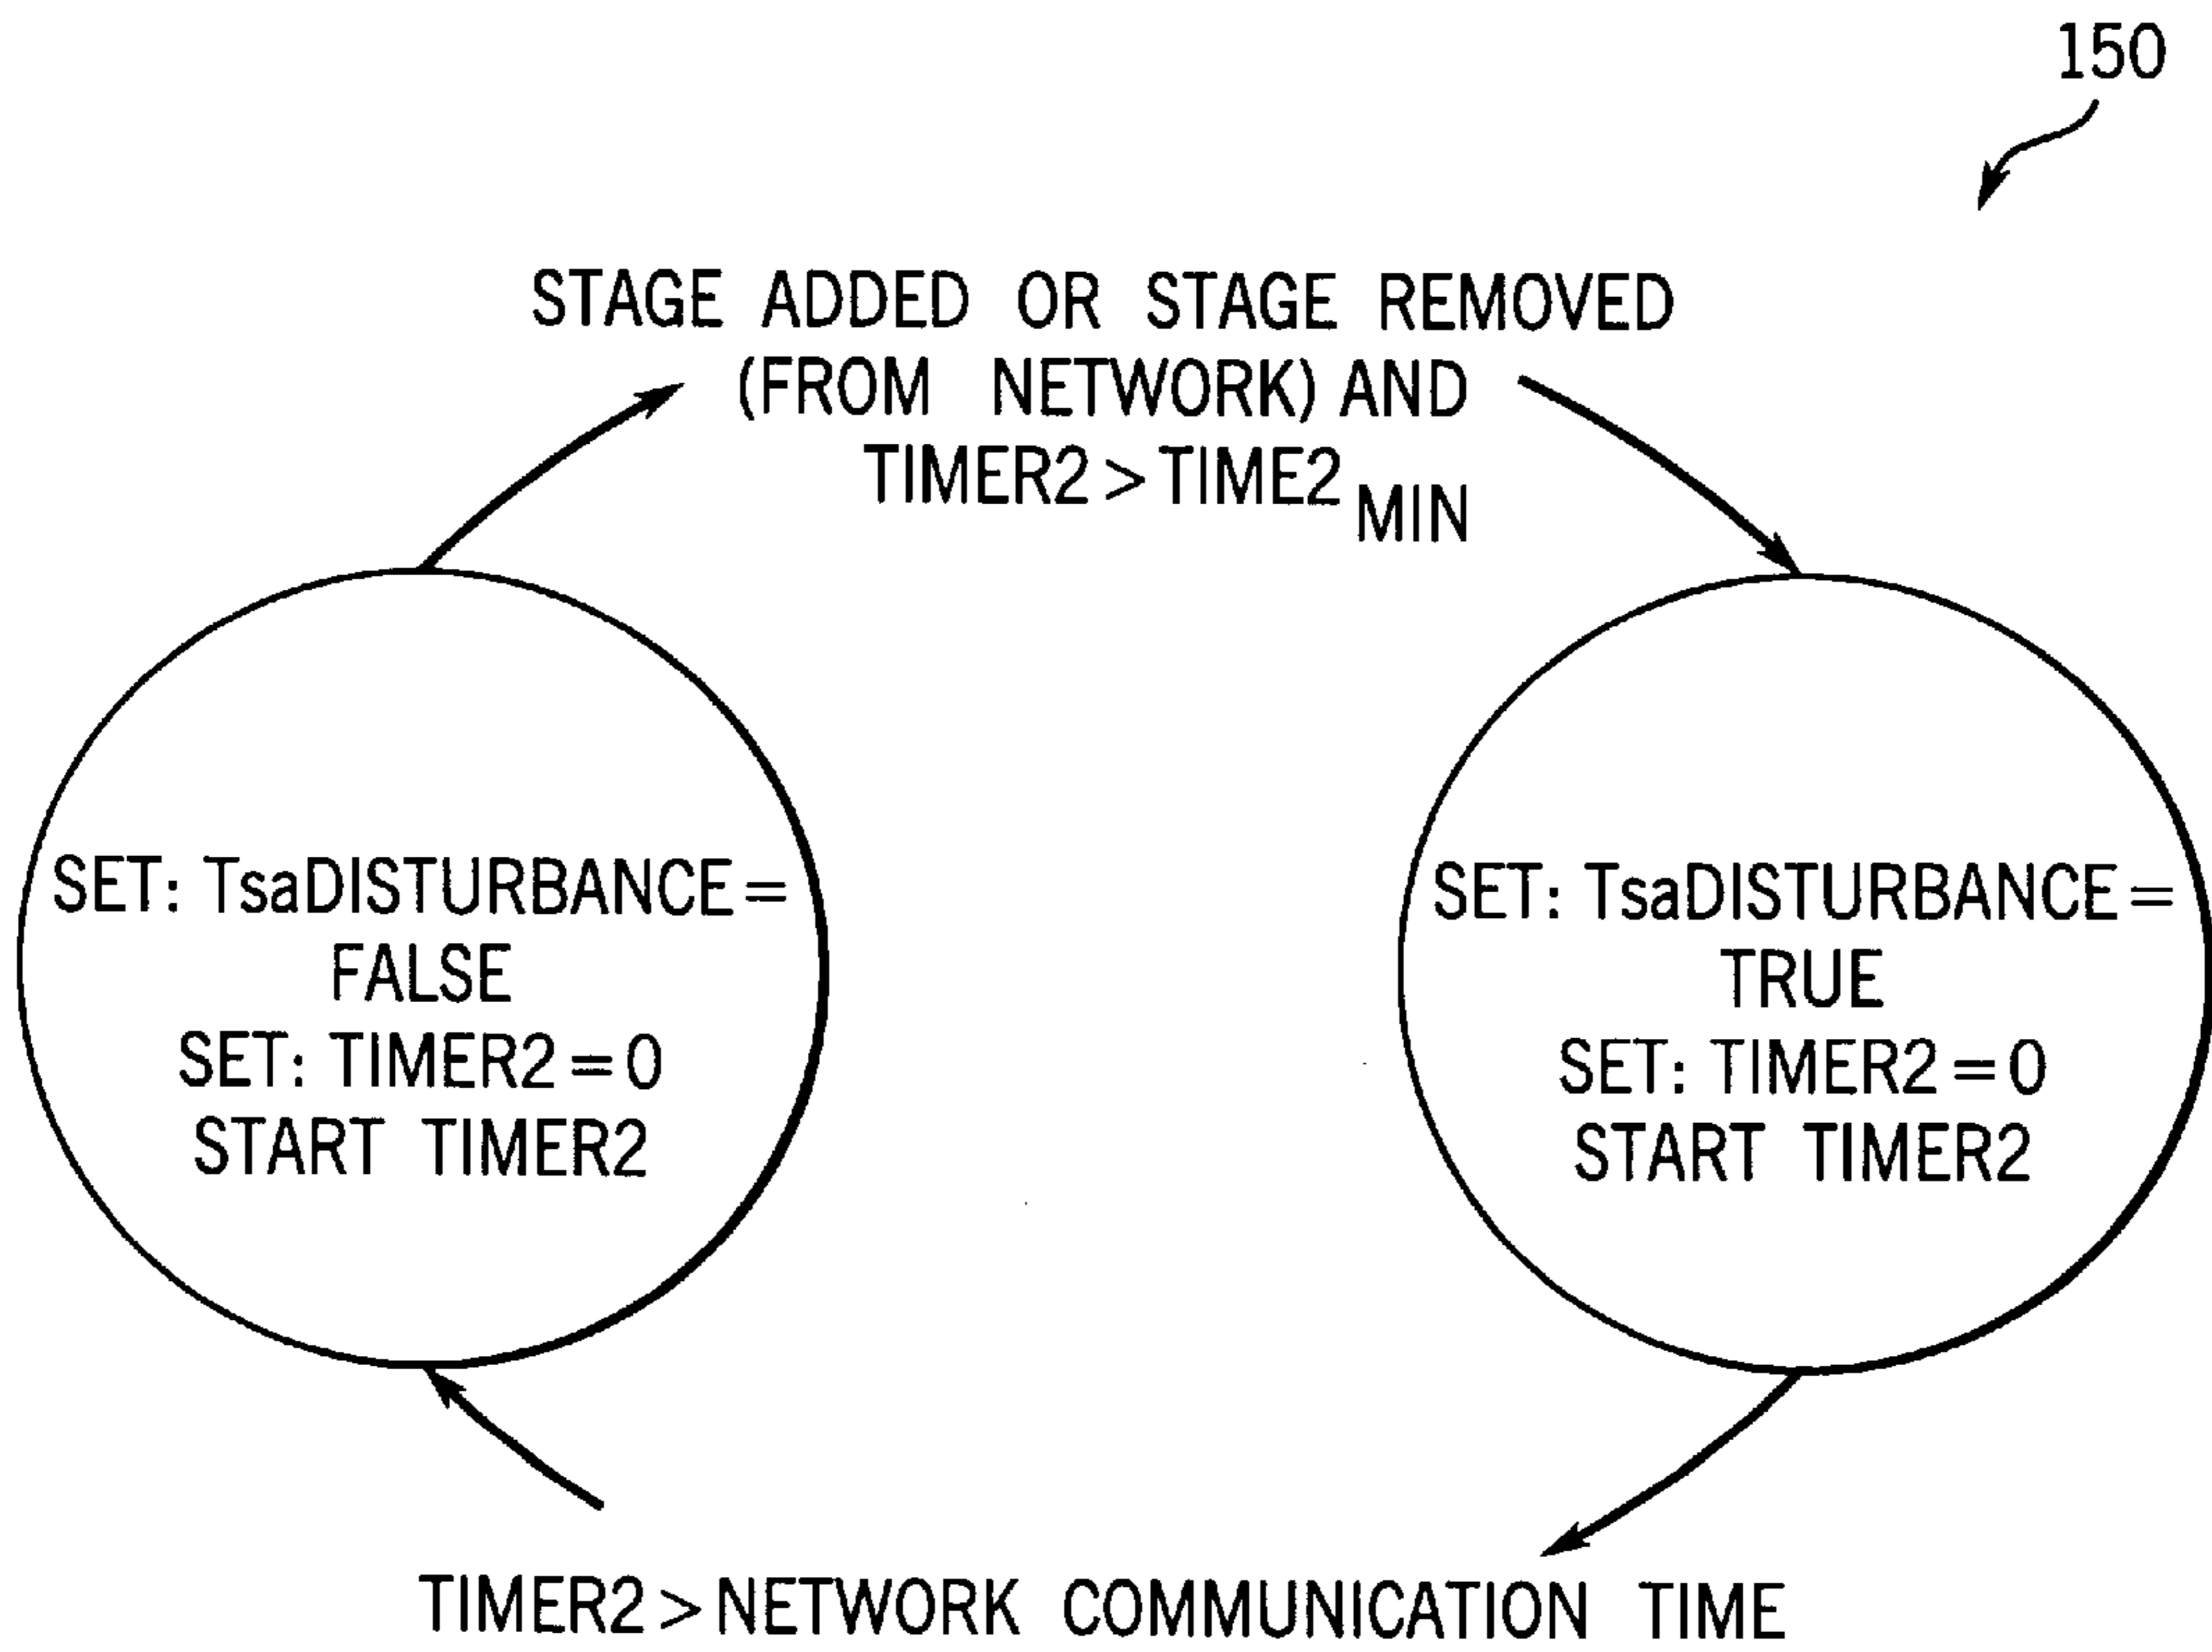 150
STAGE ADDED OR STAGE REMOVED
(FROM NETWORK) AND
TIMER2 > TIME2 MIN
SET: TsaDISTURBANCE =
FALSE
SET: TIMER2 = 0
START TIMER2
SET: TsaDISTURBANCE =
TRUE
SET: TIMER2 = 0
START TIMER2
TIMER2 > NETWORK COMMUNICATION TIME